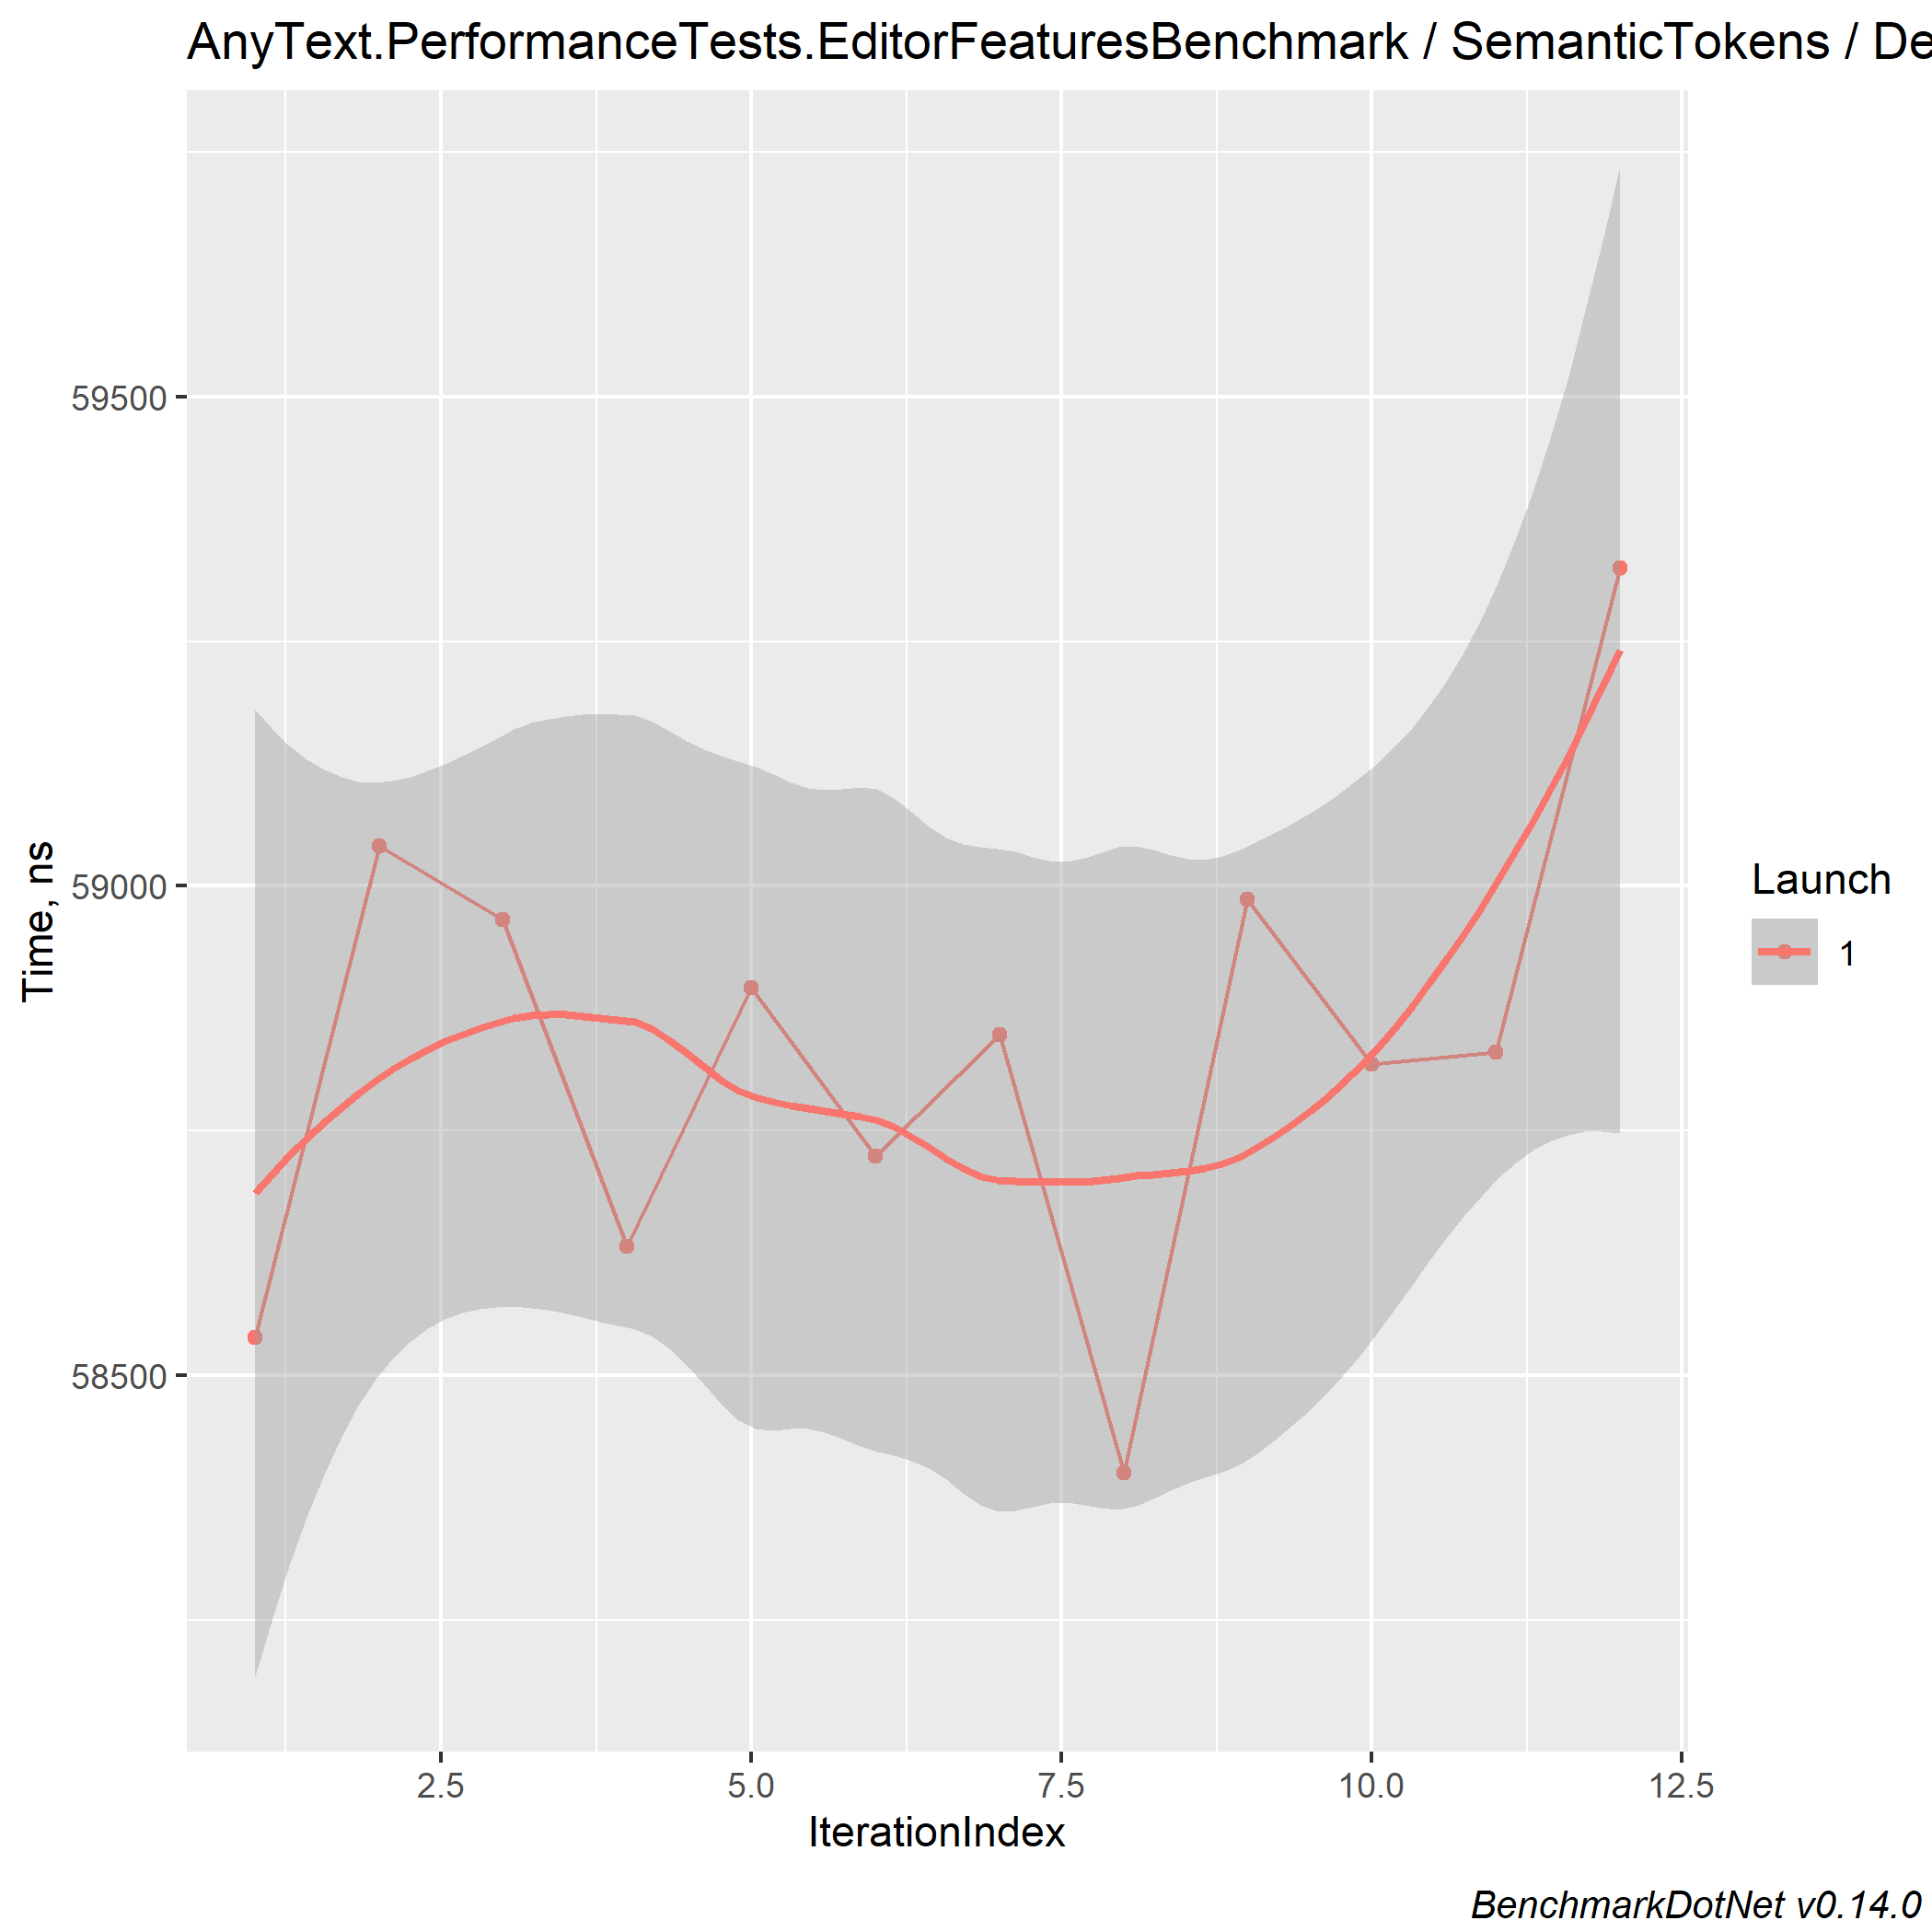 AnyText.PerformanceTests.EditorFeaturesBenchmark / SemanticTokens / De
59500
59000
58500
Time, ns
2.5 5.0 7.5 10.0 12.5
IterationIndex
Launch
1
BenchmarkDotNet v0.14.0